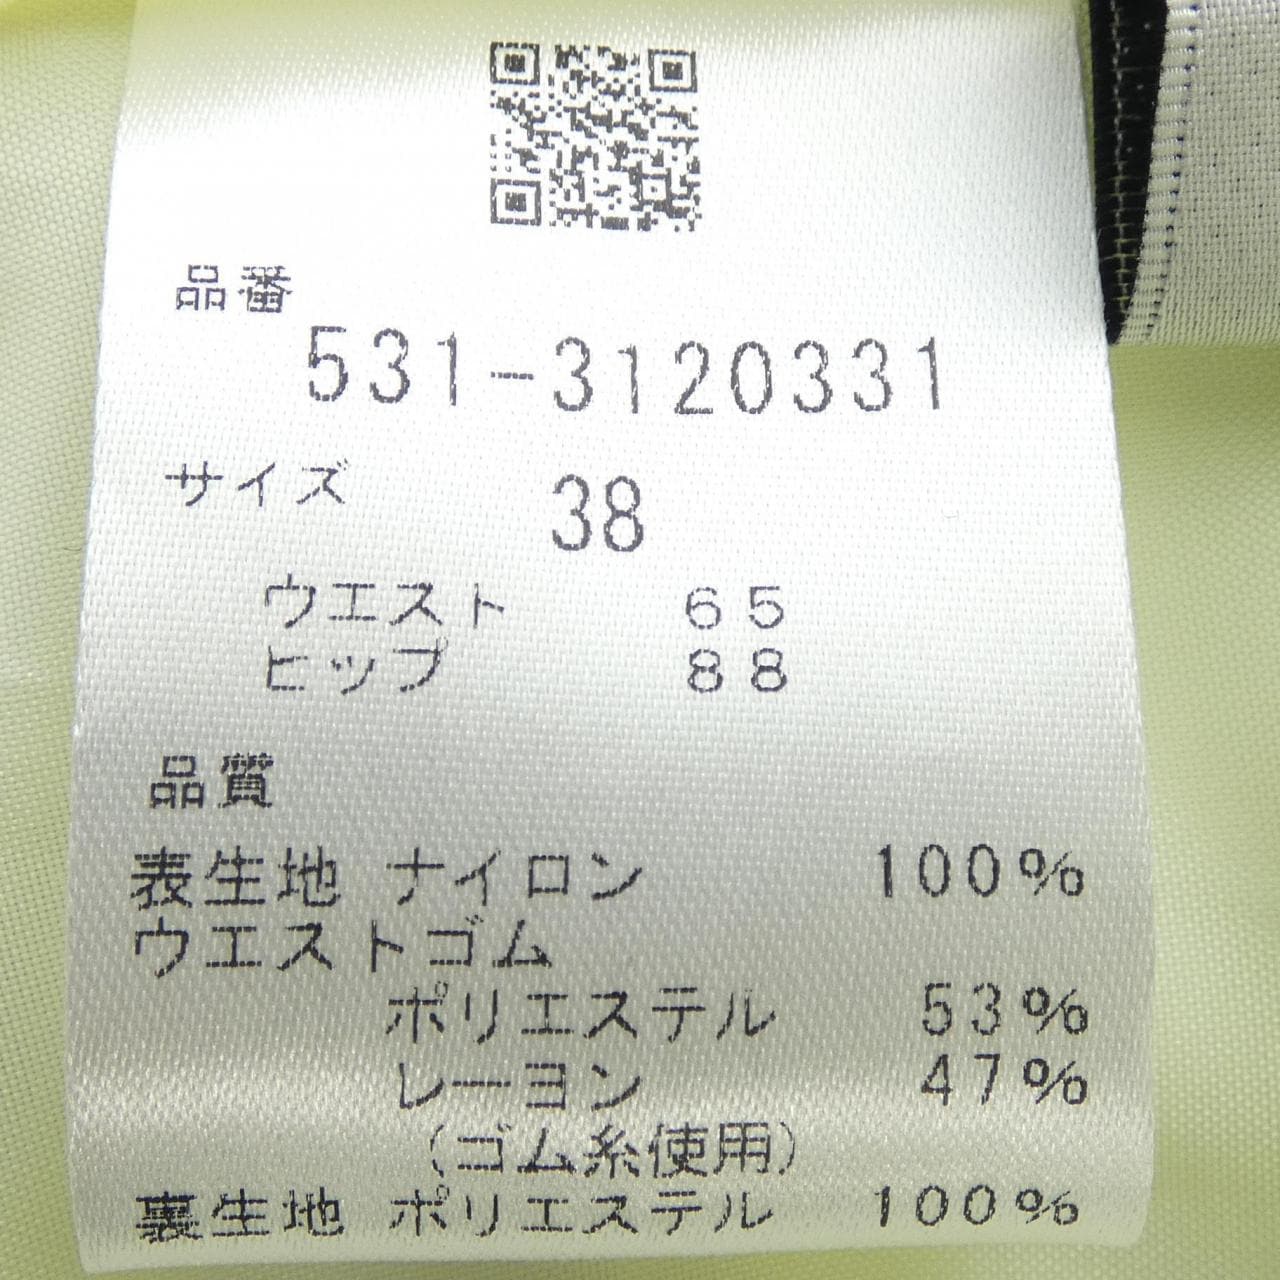 品番
531-3120331
サイズ 38
ウエスト 65
ヒップ 88
品質
表生地 ナイロン 100%
ウエストゴム
ポリエステル 53%
レーヨン 47%
(ゴム糸使用)
裏生地 ポリエステル 100%